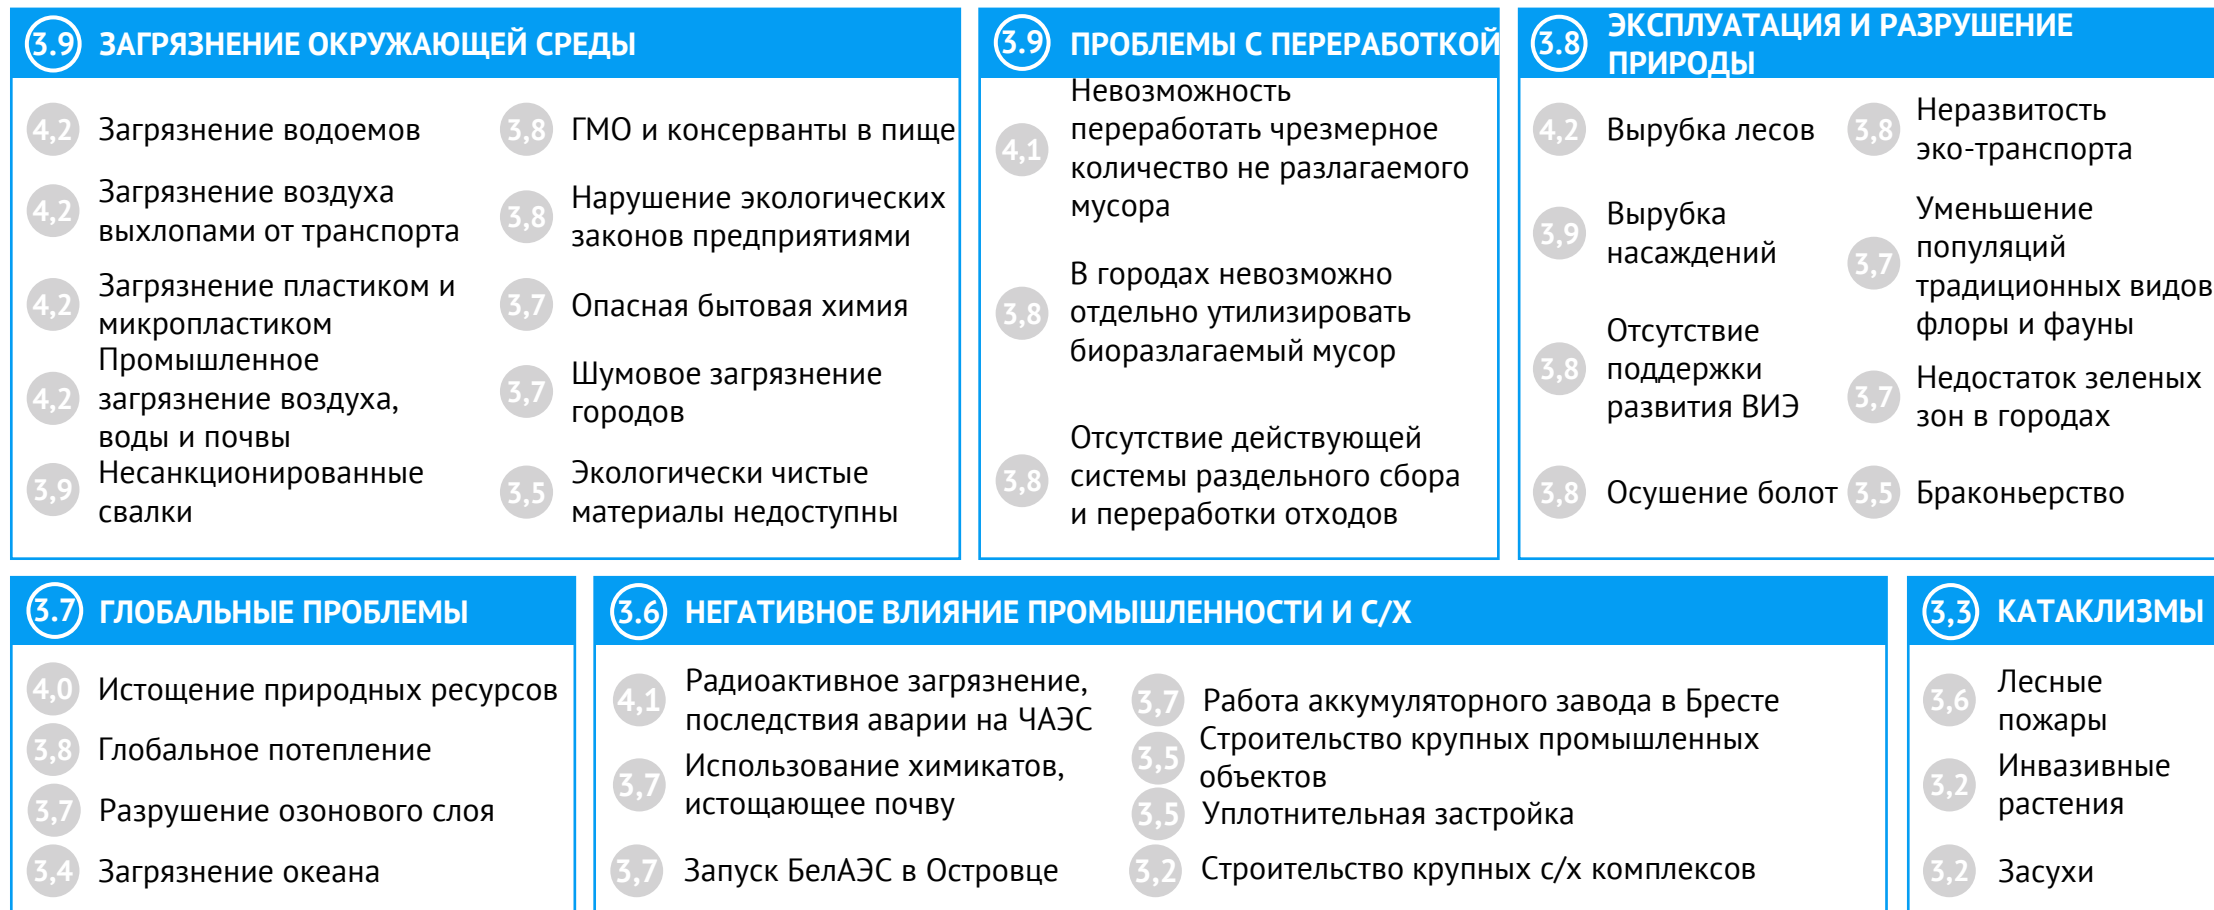 3.9 ЗАГРЯЗНЕНИЕ ОКРУЖАЮЩЕЙ СРЕДЫ
4,2 Загрязнение водоемов
4,2 Загрязнение воздуха
выхлопами от транспорта
4,2 Загрязнение пластиком и
микропластиком
4,2 Промышленное
загрязнение воздуха,
воды и почвы
3,9 Несанкционированные
свалки
3,8 ГМО и консерванты в пище
3,8 Нарушение экологических
законов предприятиями
3,7 Опасная бытовая химия
3,7 Шумовое загрязнение
городов
3,5 Экологически чистые
материалы недоступны
3.9 ПРОБЛЕМЫ С ПЕРЕРАБОТКОЙ
4,1 Невозможность
переработать чрезмерное
количество не разлагаемого
мусора
3,8 В городах невозможно
отдельно утилизировать
биоразлагаемый мусор
3,8 Отсутствие действующей
системы раздельного сбора
и переработки отходов
3.8 ЭКСПЛУАТАЦИЯ И РАЗРУШЕНИЕ
ПРИРОДЫ
4,2 Вырубка лесов
3,9 Вырубка
насаждений
3,8 Отсутствие
поддержки
развития ВИЭ
3,8 Осушение болот
3,8 Неразвитость
эко-транспорта
3,7 Уменьшение
популяций
традиционных видов
флоры и фауны
3,7 Недостаток зеленых
зон в городах
3,5 Браконьерство
3.7 ГЛОБАЛЬНЫЕ ПРОБЛЕМЫ
4,0 Истощение природных ресурсов
3,8 Глобальное потепление
3,7 Разрушение озонового слоя
3,4 Загрязнение океана
3.6 НЕГАТИВНОЕ ВЛИЯНИЕ ПРОМЫШЛЕННОСТИ И С/Х
4,1 Радиоактивное загрязнение,
последствия аварии на ЧАЭС
3,7 Использование химикатов,
истощающее почву
3,7 Запуск БелАЭС в Островце
3,7 Работа аккумуляторного завода в Бресте
3,5 Строительство крупных промышленных
объектов
3,5 Уплотнительная застройка
3,2 Строительство крупных с/х комплексов
3,3 КАТАКЛИЗМЫ
3,6 Лесные
пожары
3,2 Инвазивные
растения
3,2 Засухи